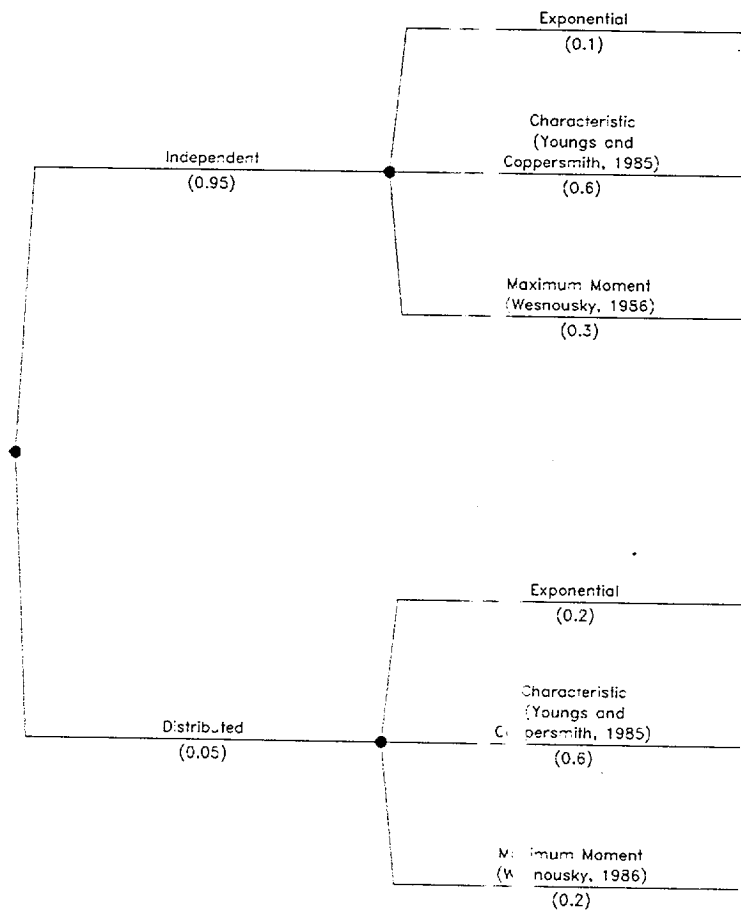 Exponential
(0.1)
Characteristic
(Youngs and
Coppersmith, 1985)
(0.6)
Independent
(0.95)
Maximum Moment
(Wesnousky, 1986)
(0.3)
Exponential
(0.2)
Characteristic
(Youngs and
Coppersmith, 1985)
(0.6)
Distributed
(0.05)
Maximum Moment
(Wesnousky, 1986)
(0.2)